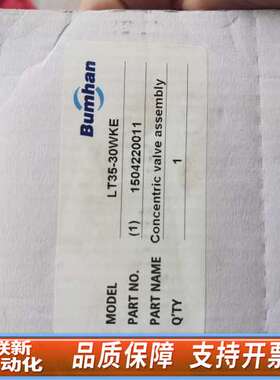 Bumhan
MODEL LT35-30WKE
PART NO. (1) 1504220011
PART NAME Concentric valve assembly
Q'TY 1
联新
动化
品质保障 支持开票